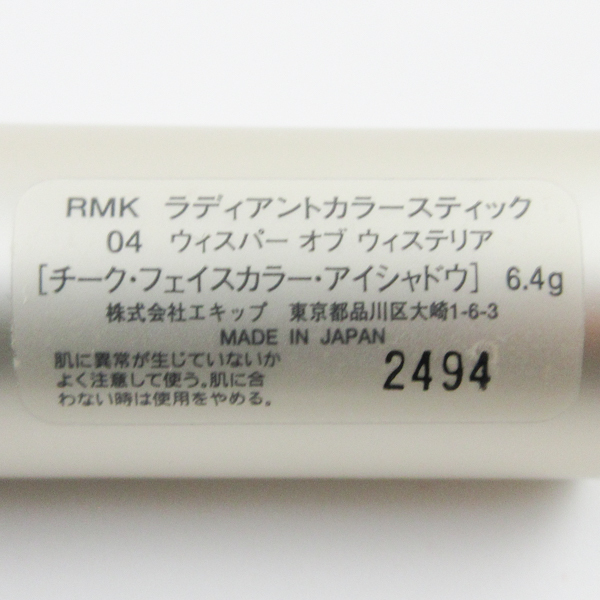 RMK ラディアントカラースティック
04 ウィスパー オブ ウィステリア
[チーク・フェイスカラー・アイシャドウ] 6.4g
株式会社エキップ 東京都品川区大崎1-6-3
MADE IN JAPAN
肌に異常が生じていないか
よく注意して使う。肌に合
わない時は使用をやめる。
2494